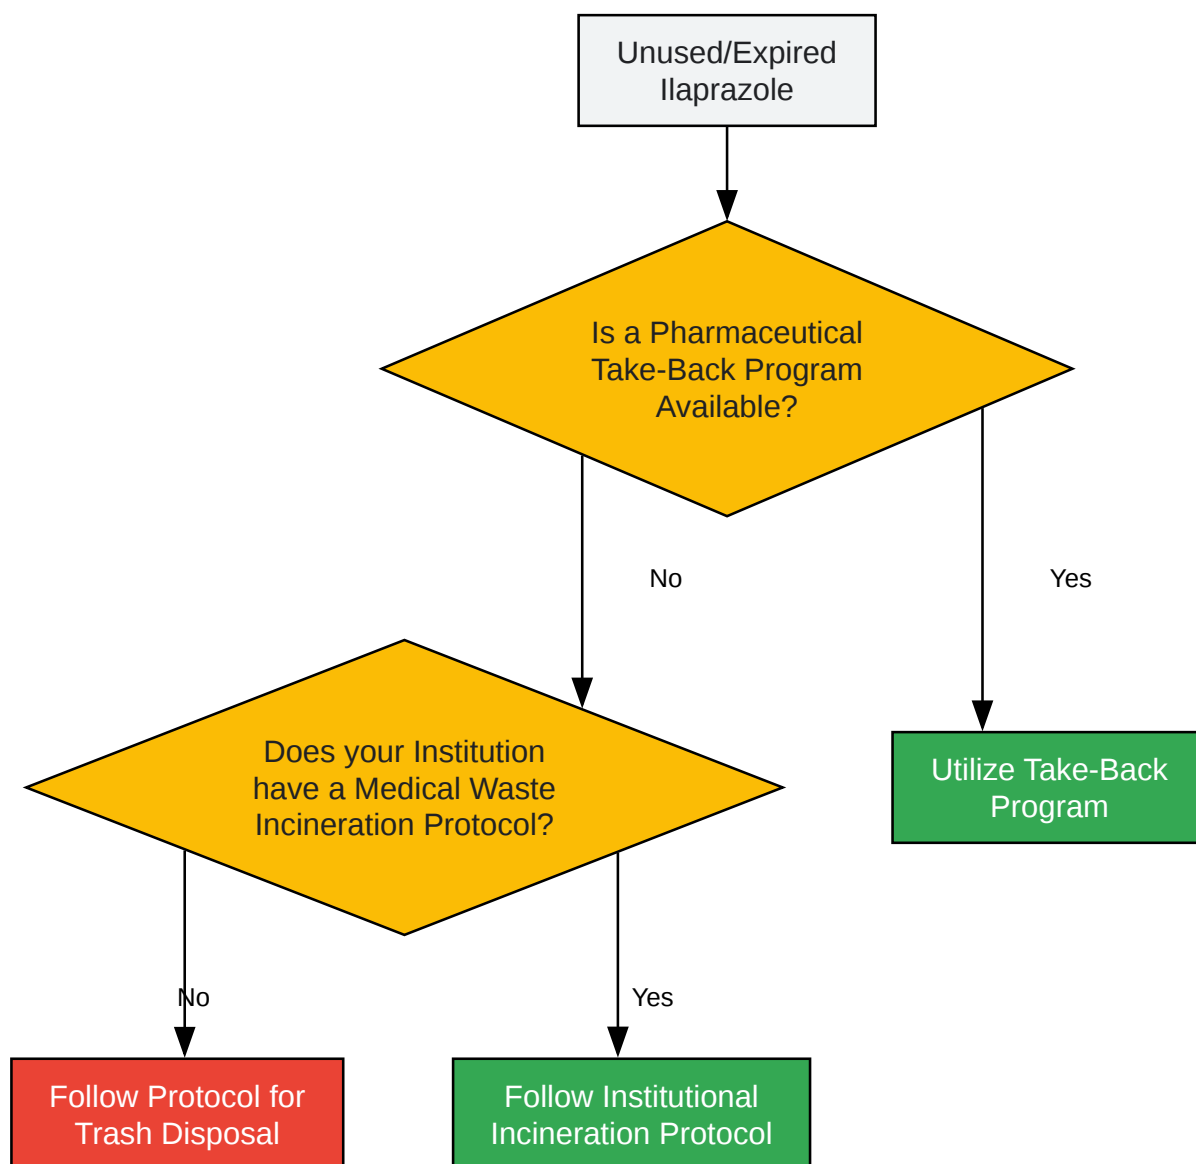 Unused/Expired
Ilaprazole
Is a Pharmaceutical
Take-Back Program
Available?
No
Yes
Does your Institution
have a Medical Waste
Incineration Protocol?
Utilize Take-Back
Program
No
Yes
Follow Protocol for
Trash Disposal
Follow Institutional
Incineration Protocol